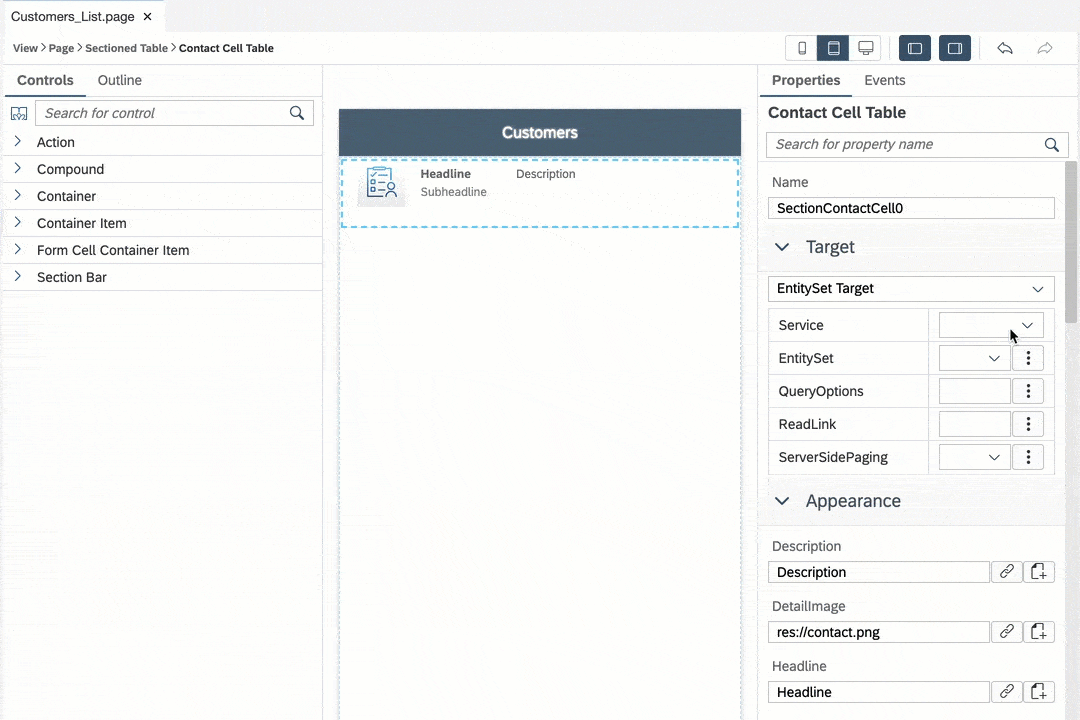 Customers_List.page
View > Page > Sectioned Table > Contact Cell Table
Controls
Outline
Search for control
Action
Compound
Container
Container Item
Form Cell Container Item
Section Bar
Customers
Headline
Description
Subheadline
Properties
Events
Contact Cell Table
Search for property name
Name
SectionContactCell0
Target
EntitySet Target
Service
EntitySet
QueryOptions
ReadLink
ServerSidePaging
Appearance
Description
Description
DetailImage
res://contact.png
Headline
Headline